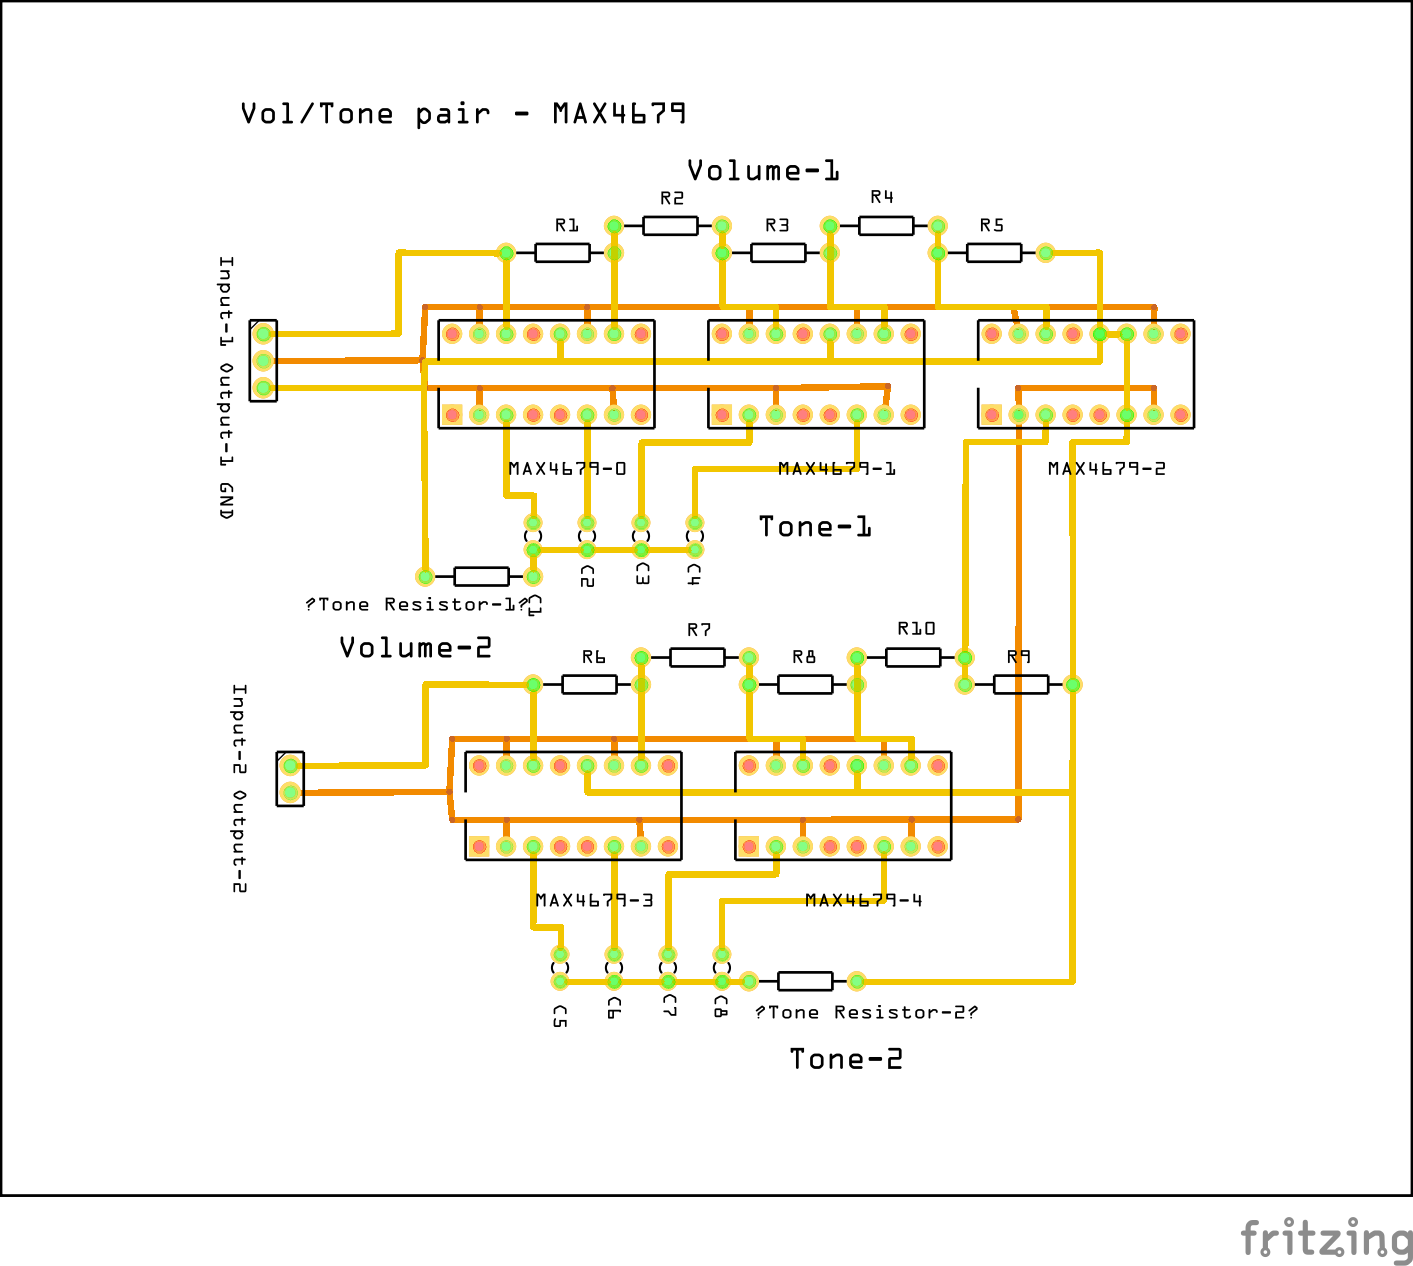 Vol/Tone pair - MAX4679
Volume-1
R1
R2
R3
R4
R5
Input-1 Output-1 GND
MAX4679-0
MAX4679-1
MAX4679-2
Tone-1
C1
C2
C3
C4
?Tone Resistor-1?
Volume-2
R6
R7
R8
R10
R9
Input-2 Output-2
MAX4679-3
MAX4679-4
C5
C6
C7
C8
?Tone Resistor-2?
Tone-2
fritzing